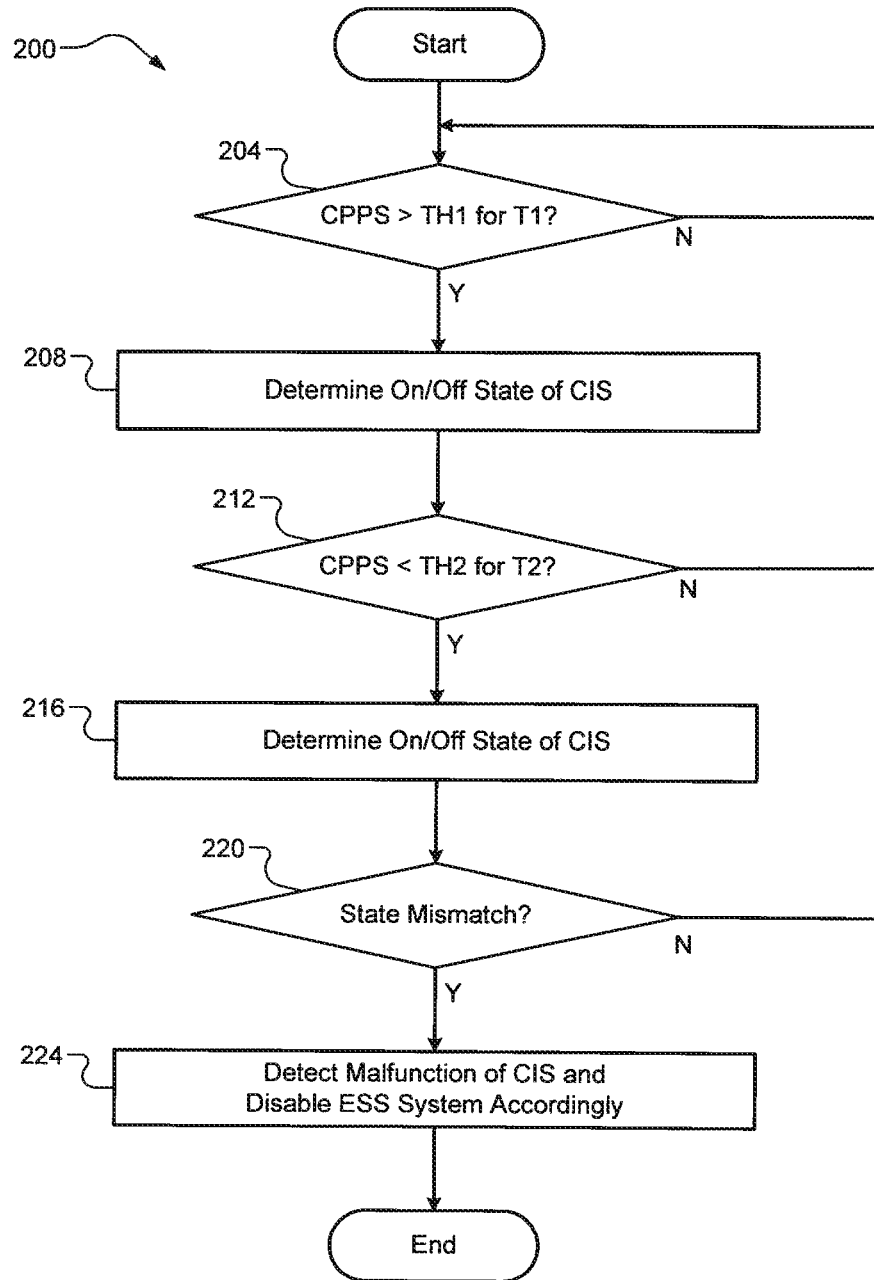 200
Start
204
CPPS > TH1 for T1?
N
Y
208
Determine On/Off State of CIS
212
CPPS < TH2 for T2?
N
Y
216
Determine On/Off State of CIS
220
State Mismatch?
N
Y
224
Detect Malfunction of CIS and
Disable ESS System Accordingly
End